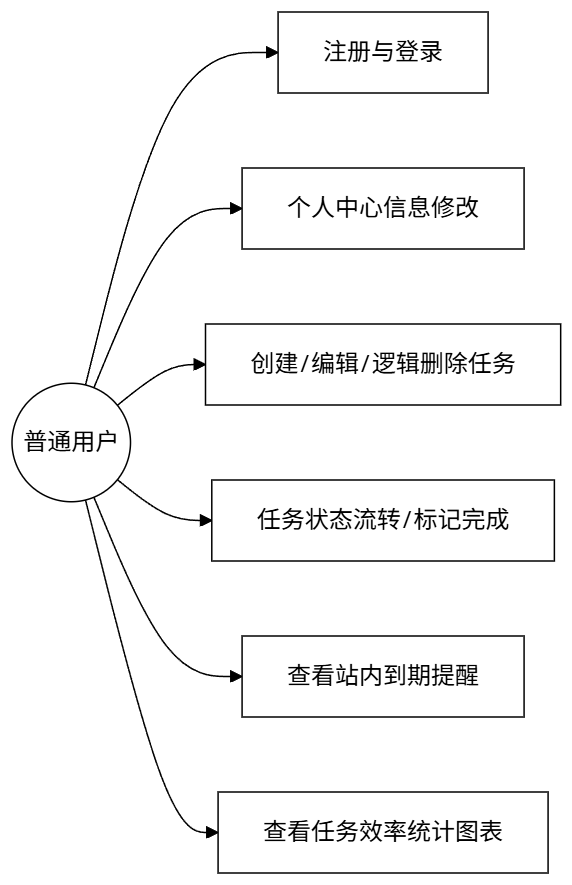 注册与登录
个人中心信息修改
创建/编辑/逻辑删除任务
普通用户
任务状态流转/标记完成
查看站内到期提醒
查看任务效率统计图表